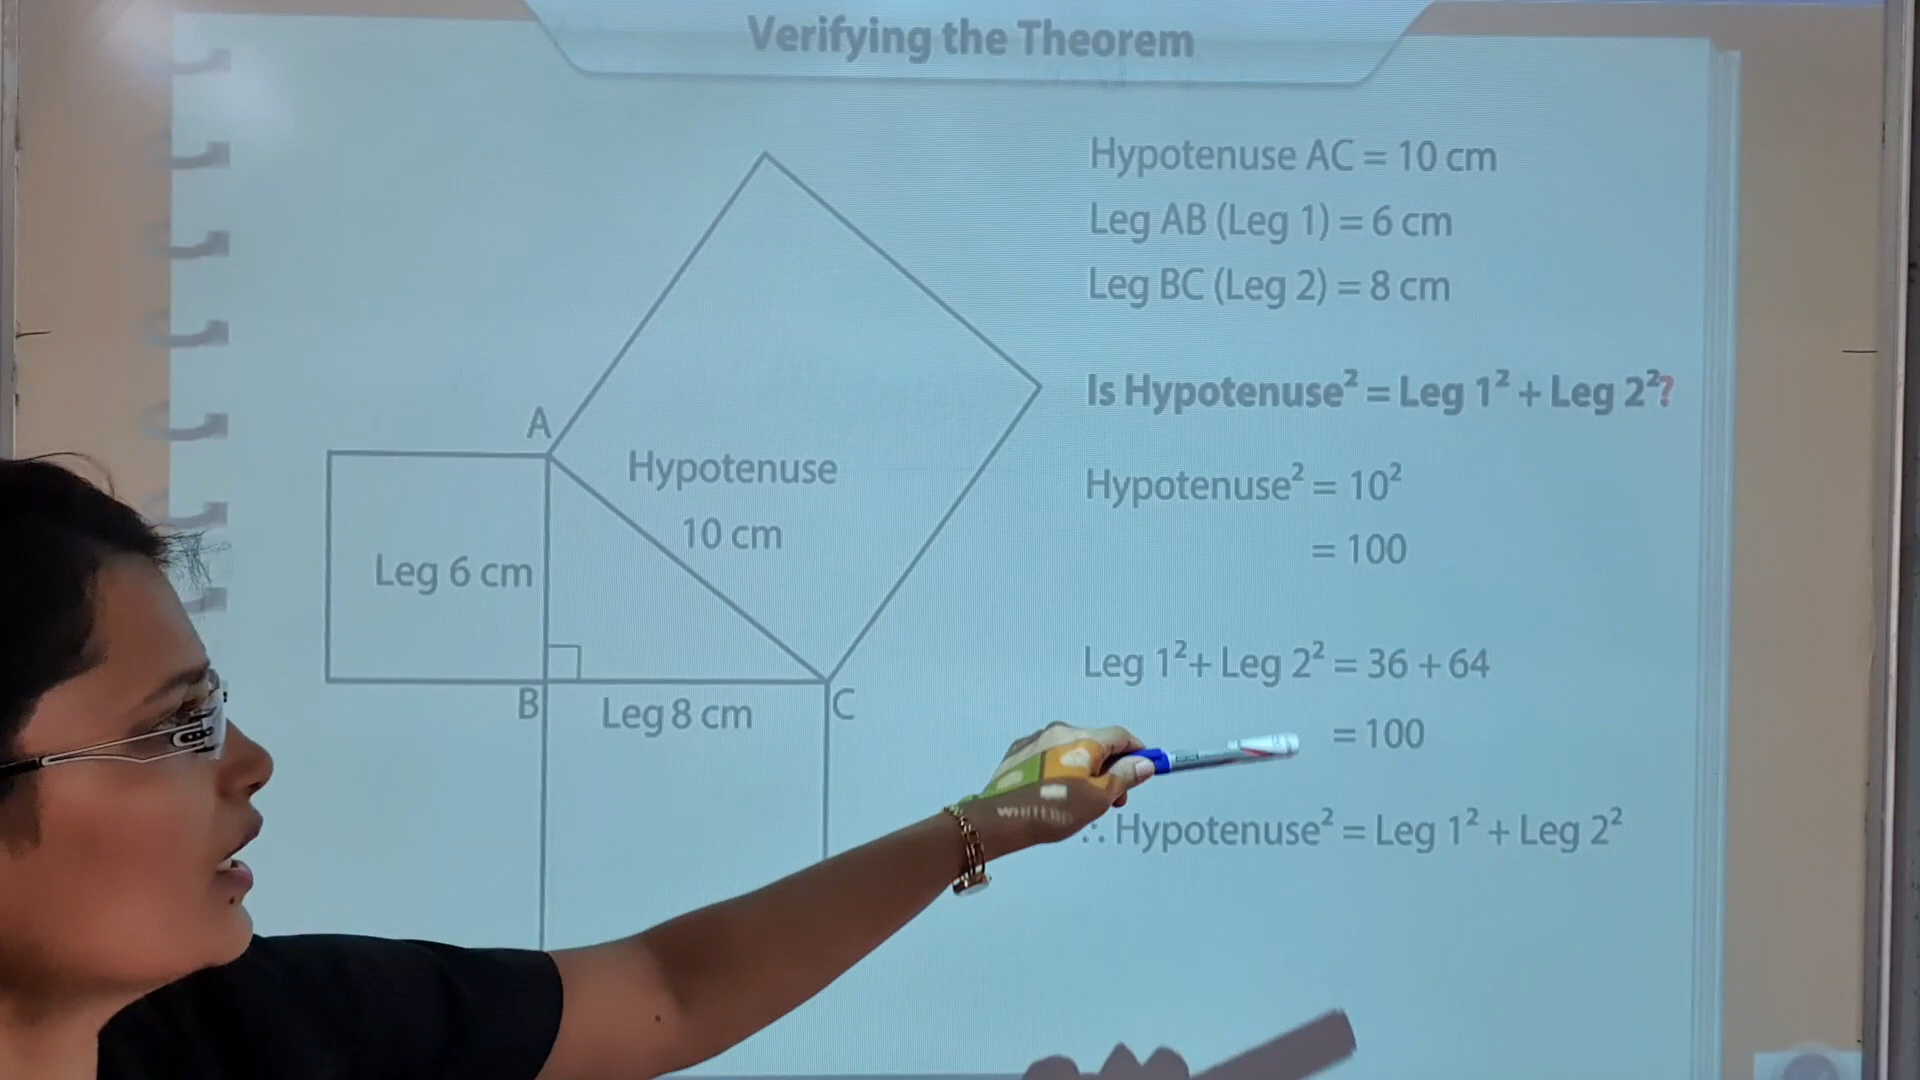 Verifying the Theorem
Hypotenuse AC = 10 cm
Leg AB (Leg 1) = 6 cm
Leg BC (Leg 2) = 8 cm
Is Hypotenuse² = Leg 1² + Leg 2²?
Hypotenuse² = 10²
= 100
Leg 1²+ Leg 2² = 36 + 64
= 100
∴ Hypotenuse² = Leg 1² + Leg 2²
A
Hypotenuse
10 cm
Leg 6 cm
B
Leg 8 cm
C